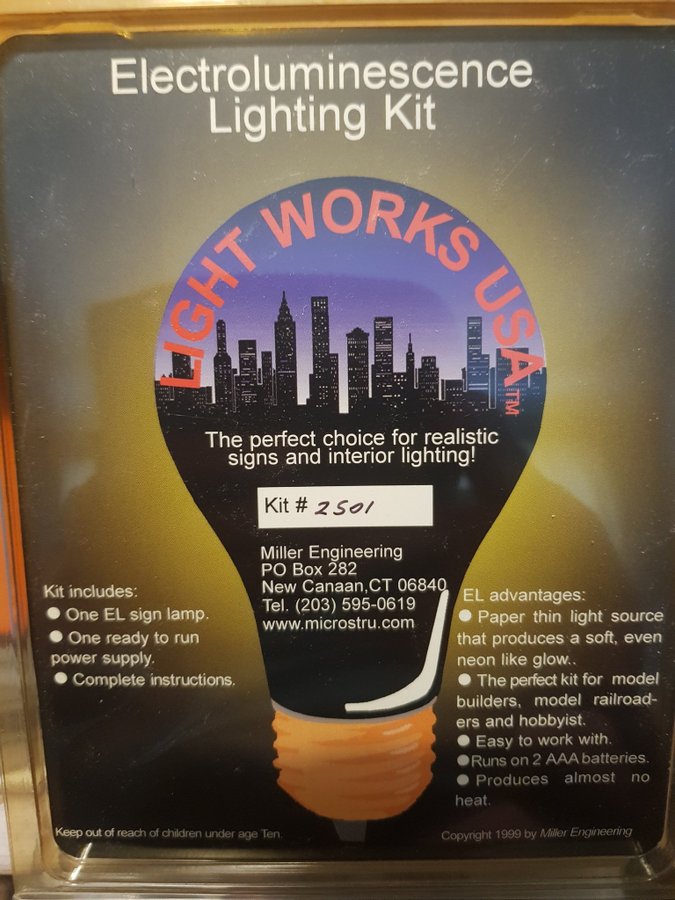 Electroluminescence
Lighting Kit
LIGHT WORKS USA™
The perfect choice for realistic
signs and interior lighting!
Kit # 2501
Miller Engineering
PO Box 282
New Canaan,CT 06840
Tel. (203) 595-0619
www.microstru.com
Kit includes:
● One EL sign lamp.
● One ready to run
power supply.
● Complete instructions.
EL advantages:
● Paper thin light source
that produces a soft, even
neon like glow..
● The perfect kit for model
builders, model railroad-
ers and hobbyist.
● Easy to work with.
●Runs on 2 AAA batteries.
● Produces almost no
heat.
Keep out of reach of children under age Ten.
Copyright 1999 by Miller Engineering